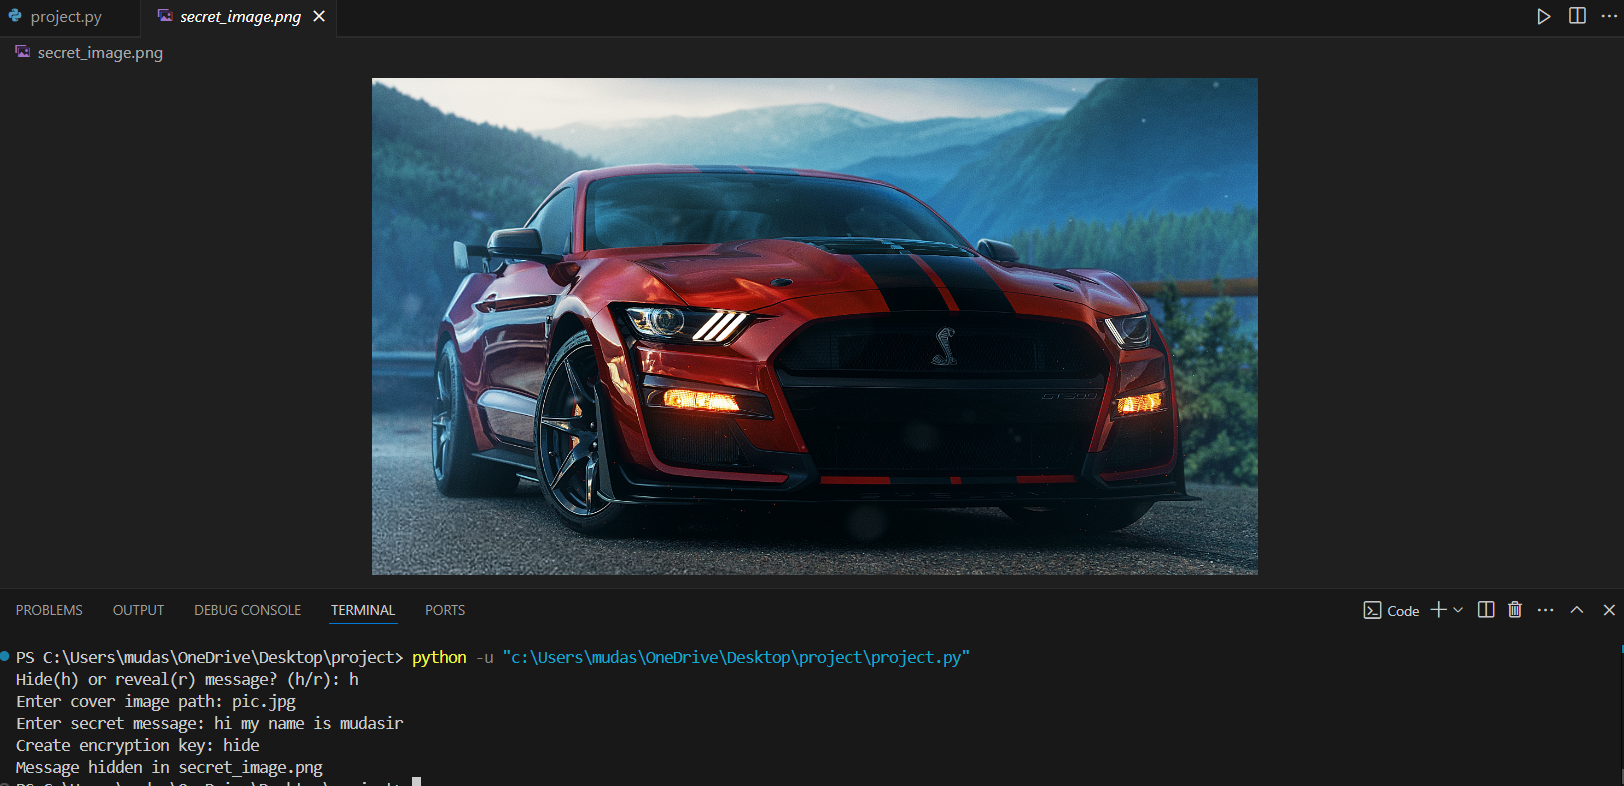 project.py secret_image.png
secret_image.png
GT500
PROBLEMS OUTPUT DEBUG CONSOLE TERMINAL PORTS Code
PS C:\Users\mudas\OneDrive\Desktop\project> python -u "c:\Users\mudas\OneDrive\Desktop\project\project.py"
Hide(h) or reveal(r) message? (h/r): h
Enter cover image path: pic.jpg
Enter secret message: hi my name is mudasir
Create encryption key: hide
Message hidden in secret_image.png